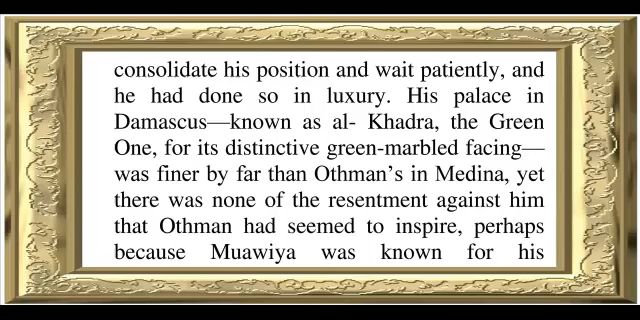 consolidate his position and wait patiently, and
he had done so in luxury. His palace in
Damascus—known as al- Khadra, the Green
One, for its distinctive green-marbled facing—
was finer by far than Othman’s in Medina, yet
there was none of the resentment against him
that Othman had seemed to inspire, perhaps
because Muawiya was known for his